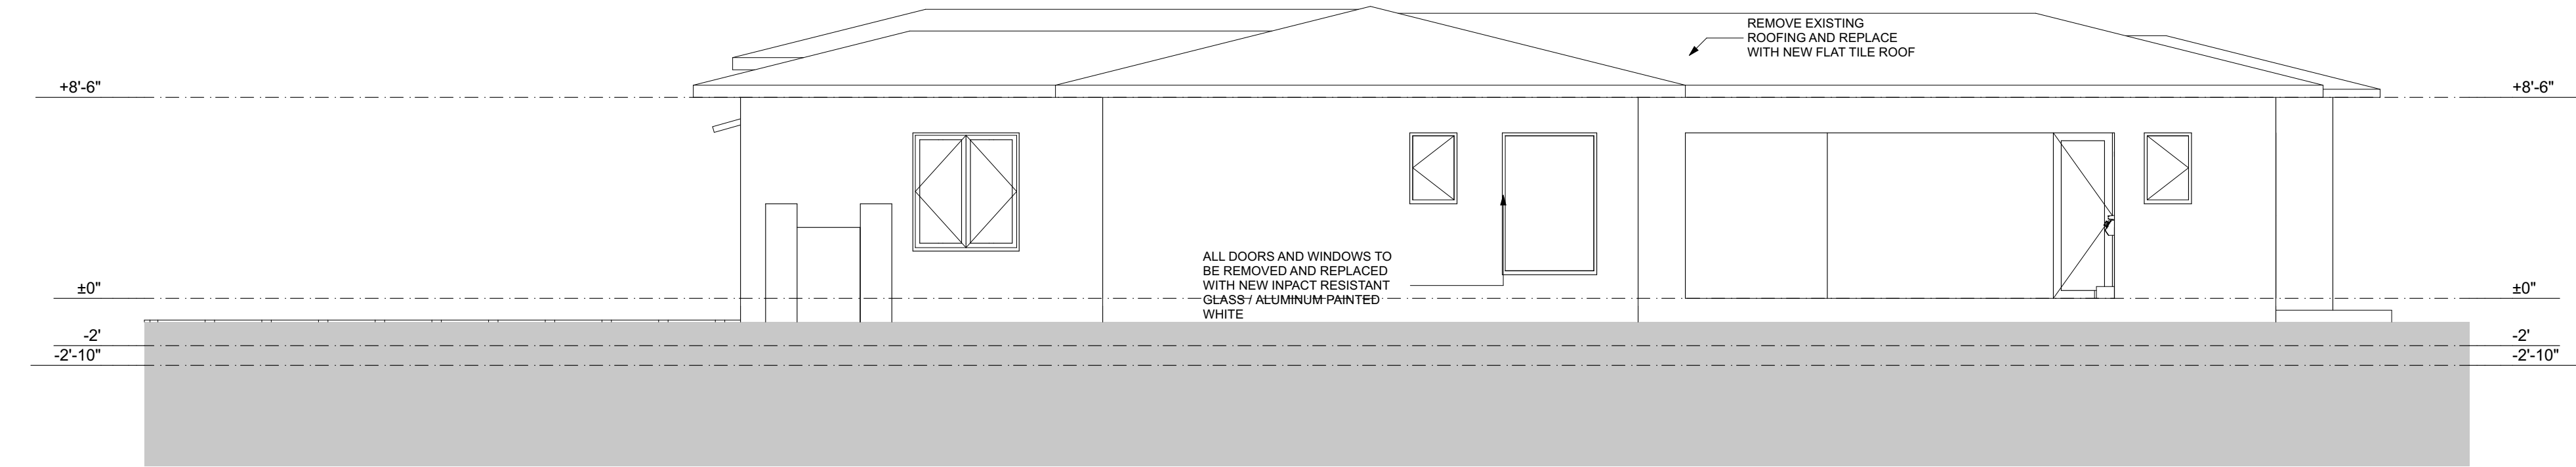 REMOVE EXISTING
ROOFING AND REPLACE
WITH NEW FLAT TILE ROOF
+8'-6"
+8'-6"
ALL DOORS AND WINDOWS TO
BE REMOVED AND REPLACED
WITH NEW INPACT RESISTANT
GLASS / ALUMINUM PAINTED
WHITE
±0"
±0"
-2'
-2'
-2'-10"
-2'-10"